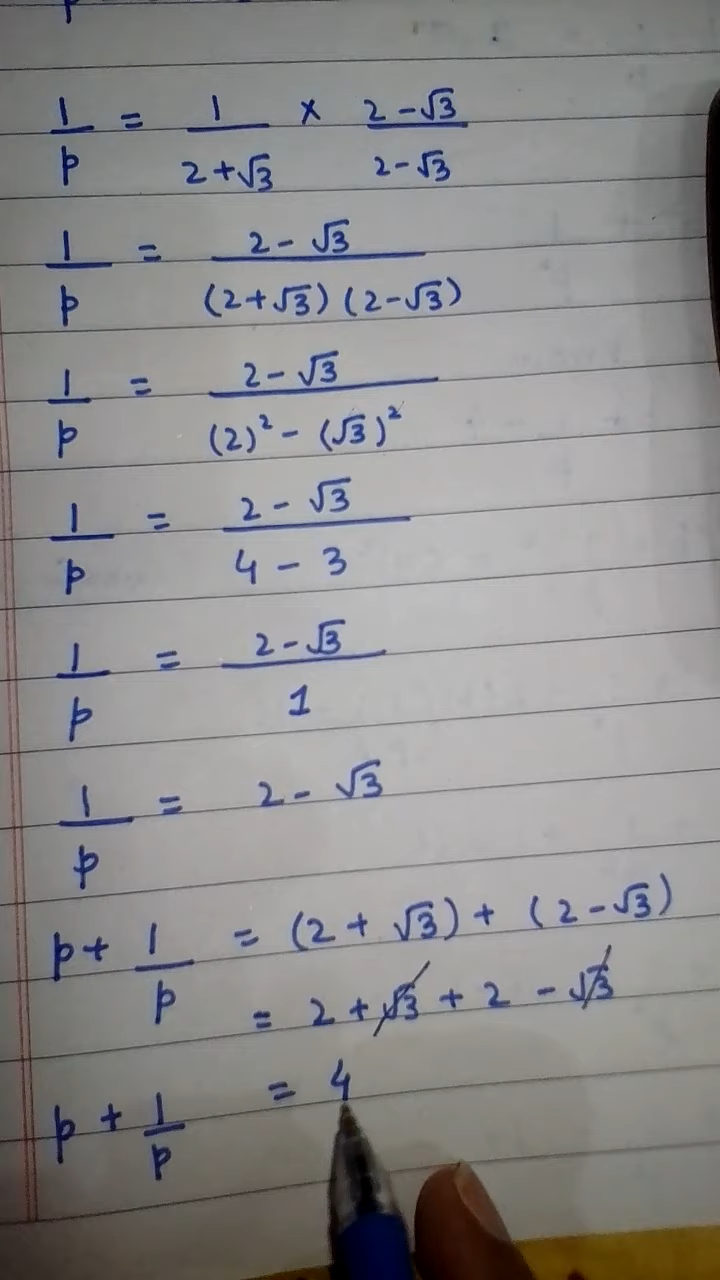 1/p = 1/(2+√3) × (2-√3)/(2-√3)
1/p = (2-√3)/((2+√3)(2-√3))
1/p = (2-√3)/((2)² - (√3)²)
1/p = (2-√3)/(4-3)
1/p = (2-√3)/1
1/p = 2-√3
p + 1/p = (2+√3) + (2-√3)
= 2+√3+2-√3
p + 1/p = 4